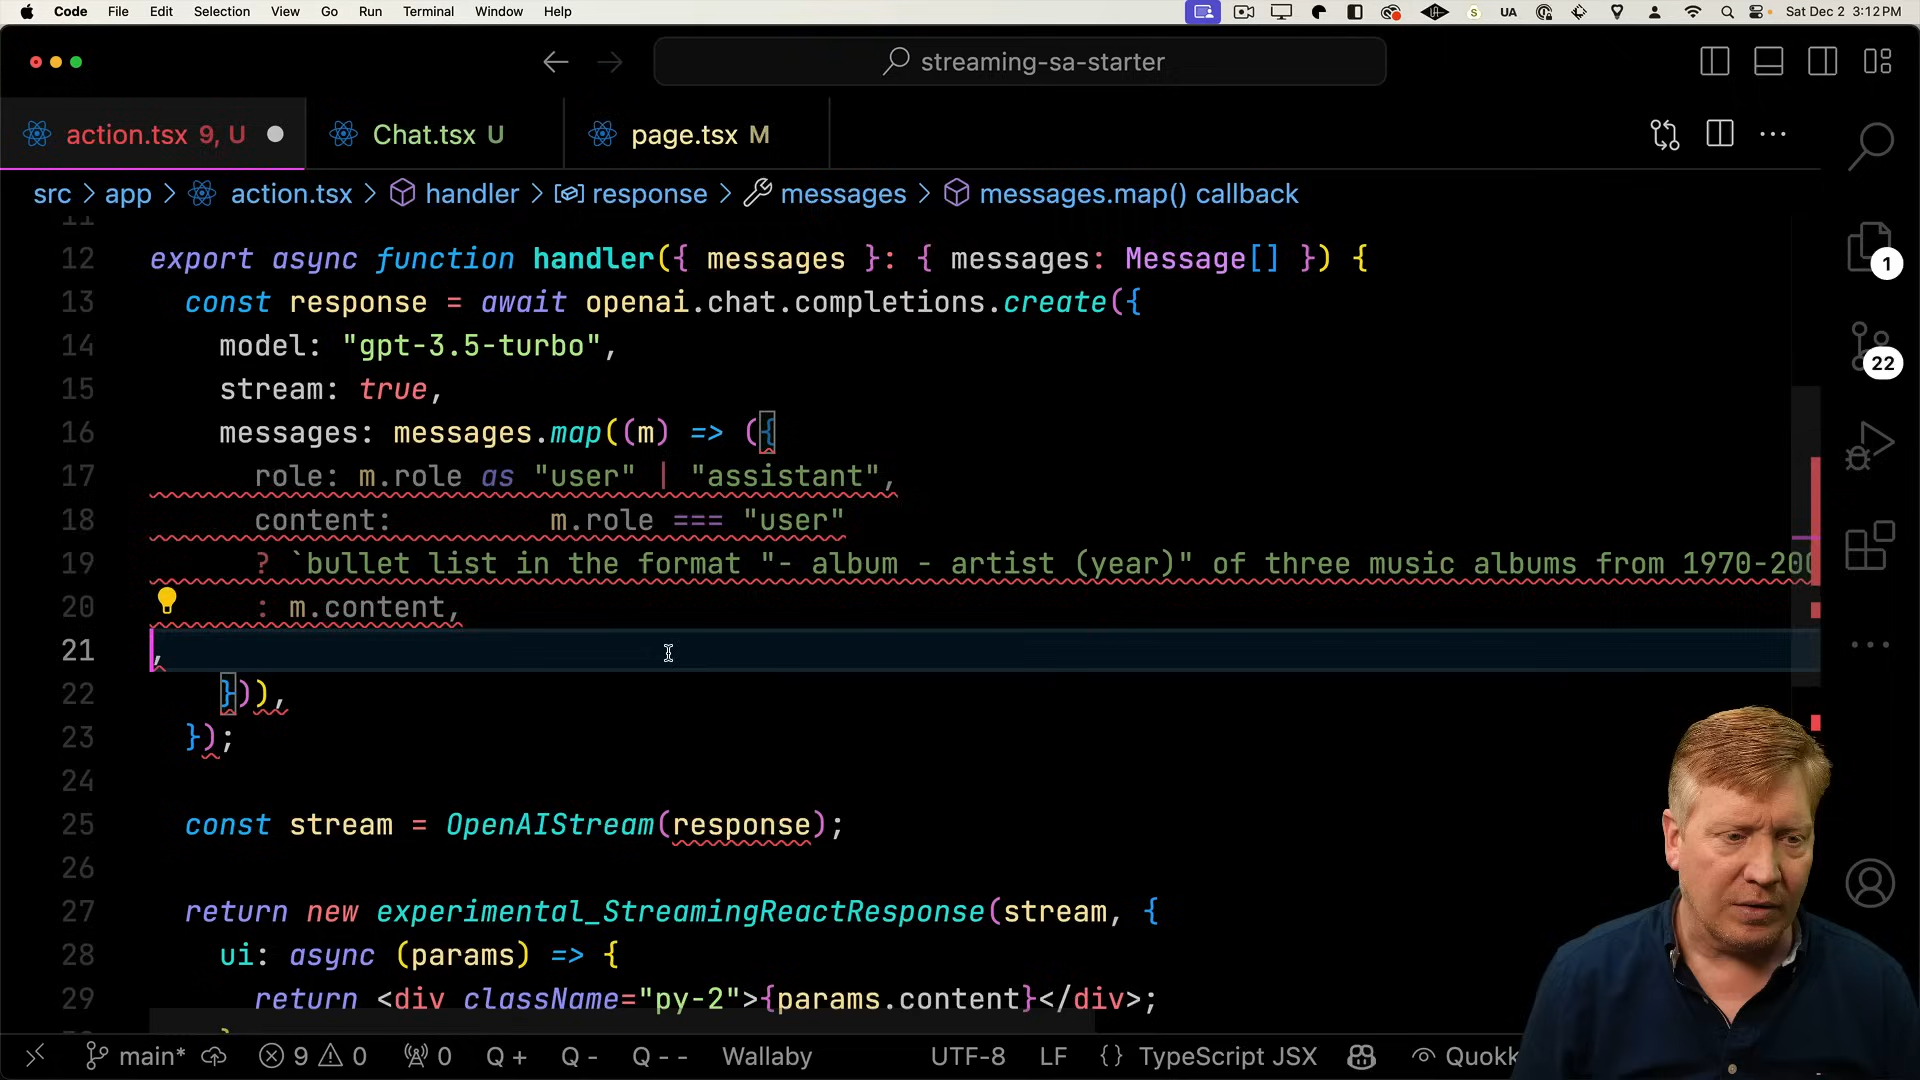 Code File Edit Selection View Go Run Terminal Window Help UA Sat Dec 2 3:12 PM
streaming-sa-starter
action.tsx 9, U Chat.tsx U page.tsx M
src > app > action.tsx > handler > response > messages > messages.map() callback
11
12 export async function handler({ messages }: { messages: Message[] }) {
13 const response = await openai.chat.completions.create({
14 model: "gpt-3.5-turbo",
15 stream: true,
16 messages: messages.map((m) => ({
17 role: m.role as "user" | "assistant",
18 content: m.role === "user"
19 ? `bullet list in the format "- album - artist (year)" of three music albums from 1970-200
20 : m.content,
21 ,
22 })),
23 });
24
25 const stream = OpenAIStream(response);
26
27 return new experimental_StreamingReactResponse(stream, {
28 ui: async (params) => {
29 return <div className="py-2">{params.content}</div>;
1
22
main* 9 0 0 Q + Q - Q - - Wallaby UTF-8 LF {} TypeScript JSX Quokk